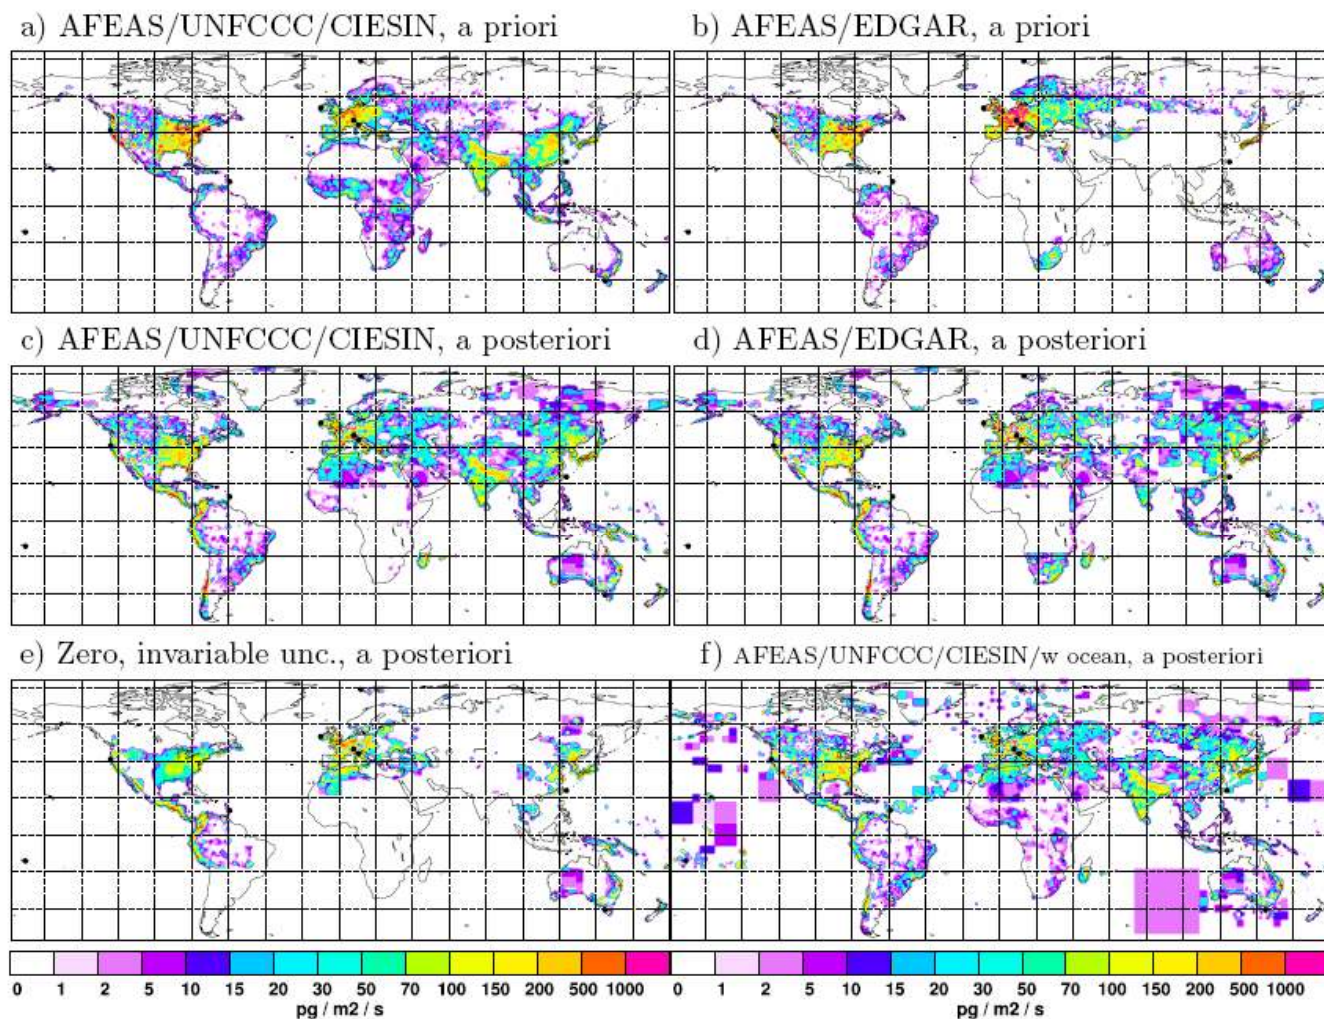 a) AFEAS/UNFCCC/CIESIN, a priori
b) AFEAS/EDGAR, a priori
c) AFEAS/UNFCCC/CIESIN, a posteriori
d) AFEAS/EDGAR, a posteriori
e) Zero, invariable unc., a posteriori
f) AFEAS/UNFCCC/CIESIN/w ocean, a posteriori
0 1 2 5 10 15 20 30 50 70 100 150 200 500 1000
0 1 2 5 10 15 20 30 50 70 100 150 200 500 1000
pg / m2 / s
pg / m2 / s